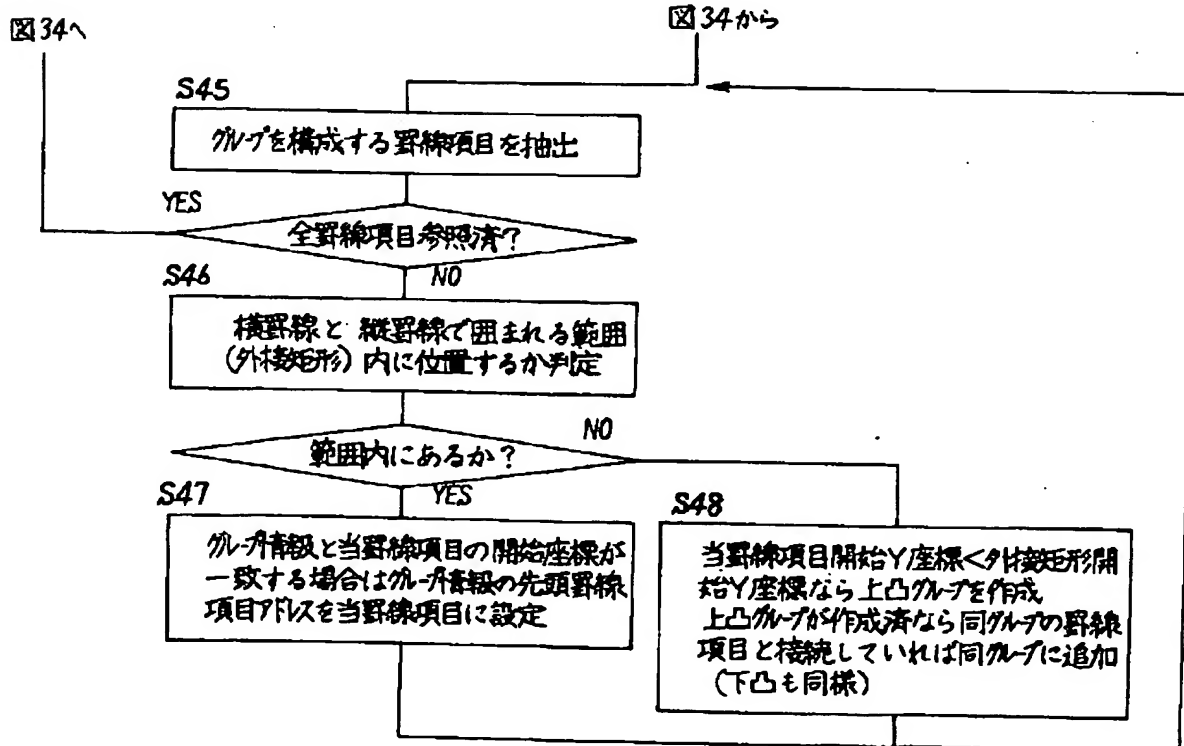 図34へ
図34から
S45
グループを構成する罫線項目を抽出
YES
全罫線項目参照済?
NO
S46
横罫線と縦罫線で囲まれる範囲
(外接矩形)内に位置するか判定
NO
範囲内にあるか?
YES
S47
グループ情報と当罫線項目の開始座標が
一致する場合はグループ情報の先頭罫線
項目アドレスを当罫線項目に設定
S48
当罫線項目開始Y座標<外接矩形開
始Y座標なら上凸グループを作成
上凸グループが作成済なら同グループの罫線
項目と接続していれば同グループに追加
(下凸も同様)